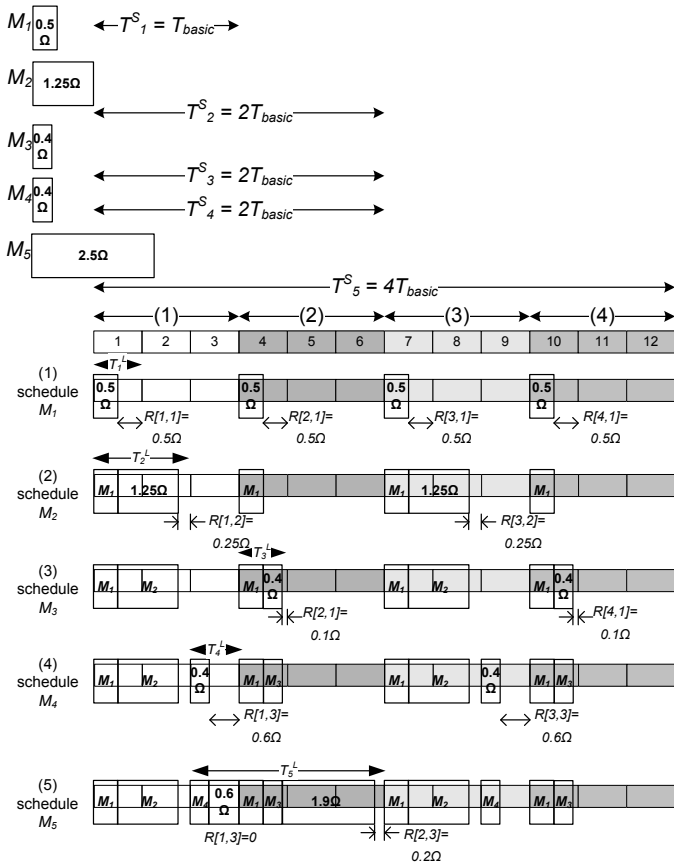 M1 0.5 Ω T^S_1 = T_basic
M2 1.25Ω
T^S_2 = 2T_basic
M3 0.4 Ω
T^S_3 = 2T_basic
M4 0.4 Ω
T^S_4 = 2T_basic
M5 2.5Ω
T^S_5 = 4T_basic
(1) (2) (3) (4)
1 2 3 4 5 6 7 8 9 10 11 12
T_1^L
(1) schedule M1
0.5 Ω 0.5 Ω 0.5 Ω 0.5 Ω
R[1,1]= R[2,1]= R[3,1]= R[4,1]=
0.5Ω 0.5Ω 0.5Ω 0.5Ω
T_2^L
(2) schedule M2
M1 1.25Ω M1 M1 1.25Ω M1
R[1,2]= R[3,2]=
0.25Ω 0.25Ω
T_3^L
(3) schedule M3
M1 M2 M1 0.4 Ω M1 M2 M1 0.4 Ω
R[2,1]= R[4,1]=
0.1Ω 0.1Ω
T_4^L
(4) schedule M4
M1 M2 0.4 Ω M1 M3 M1 M2 0.4 Ω M1 M3
R[1,3]= R[3,3]=
0.6Ω 0.6Ω
T_5^L
(5) schedule M5
M1 M2 M4 0.6 Ω M1 M3 1.9Ω M1 M2 M4 M1 M3
R[1,3]=0 R[2,3]=
0.2Ω